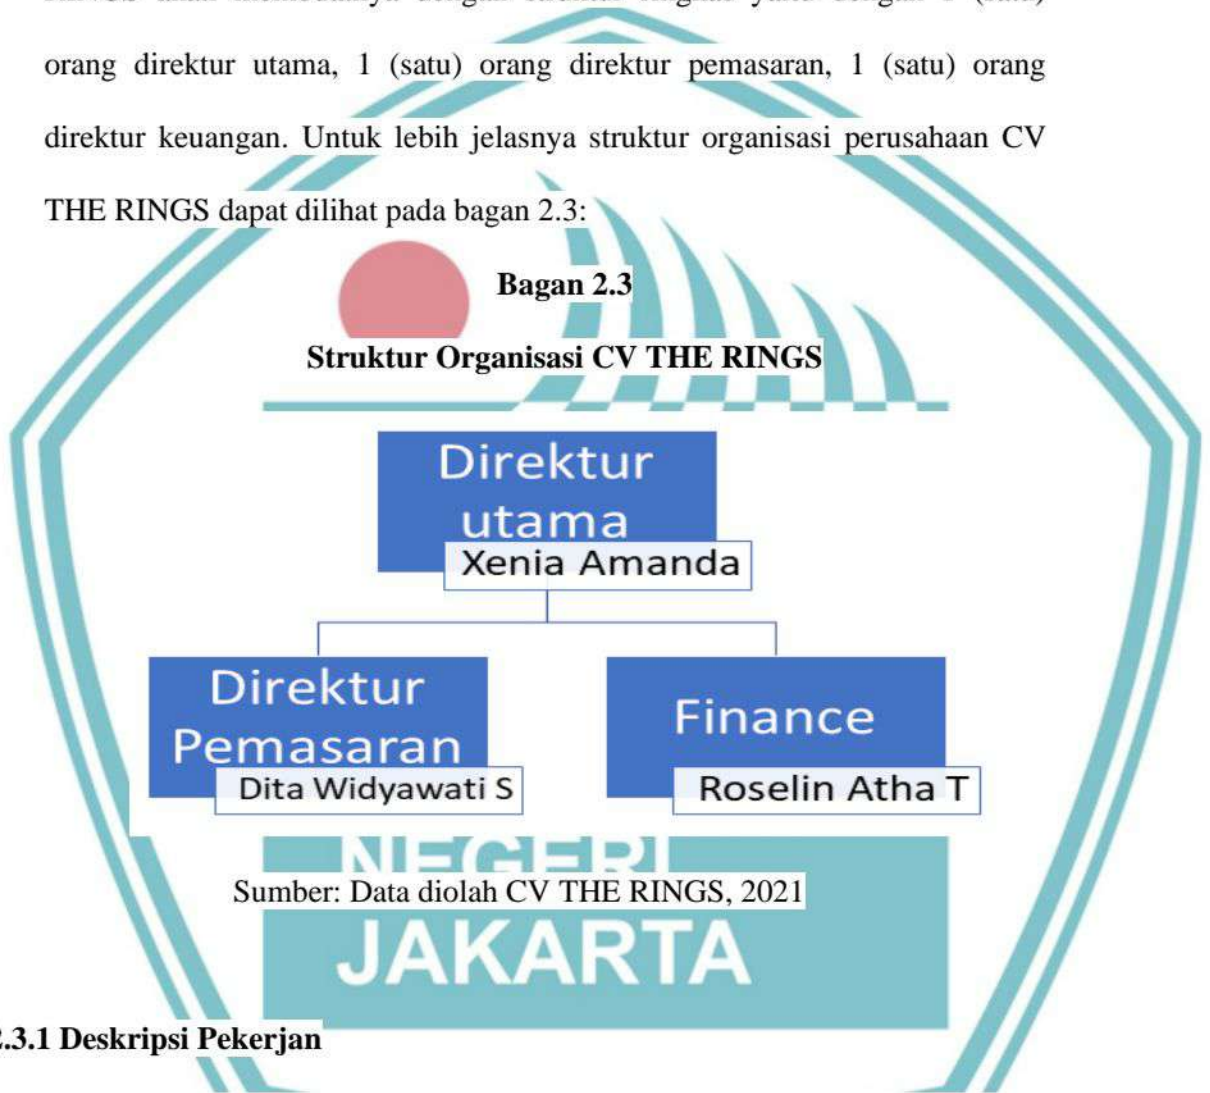 orang direktur utama, 1 (satu) orang direktur pemasaran, 1 (satu) orang
direktur keuangan. Untuk lebih jelasnya struktur organisasi perusahaan CV
THE RINGS dapat dilihat pada bagan 2.3:
Bagan 2.3
Struktur Organisasi CV THE RINGS
Direktur
utama
Xenia Amanda
Direktur
Pemasaran
Dita Widyawati S
Finance
Roselin Atha T
NEGERI
Sumber: Data diolah CV THE RINGS, 2021
JAKARTA
2.3.1 Deskripsi Pekerjan